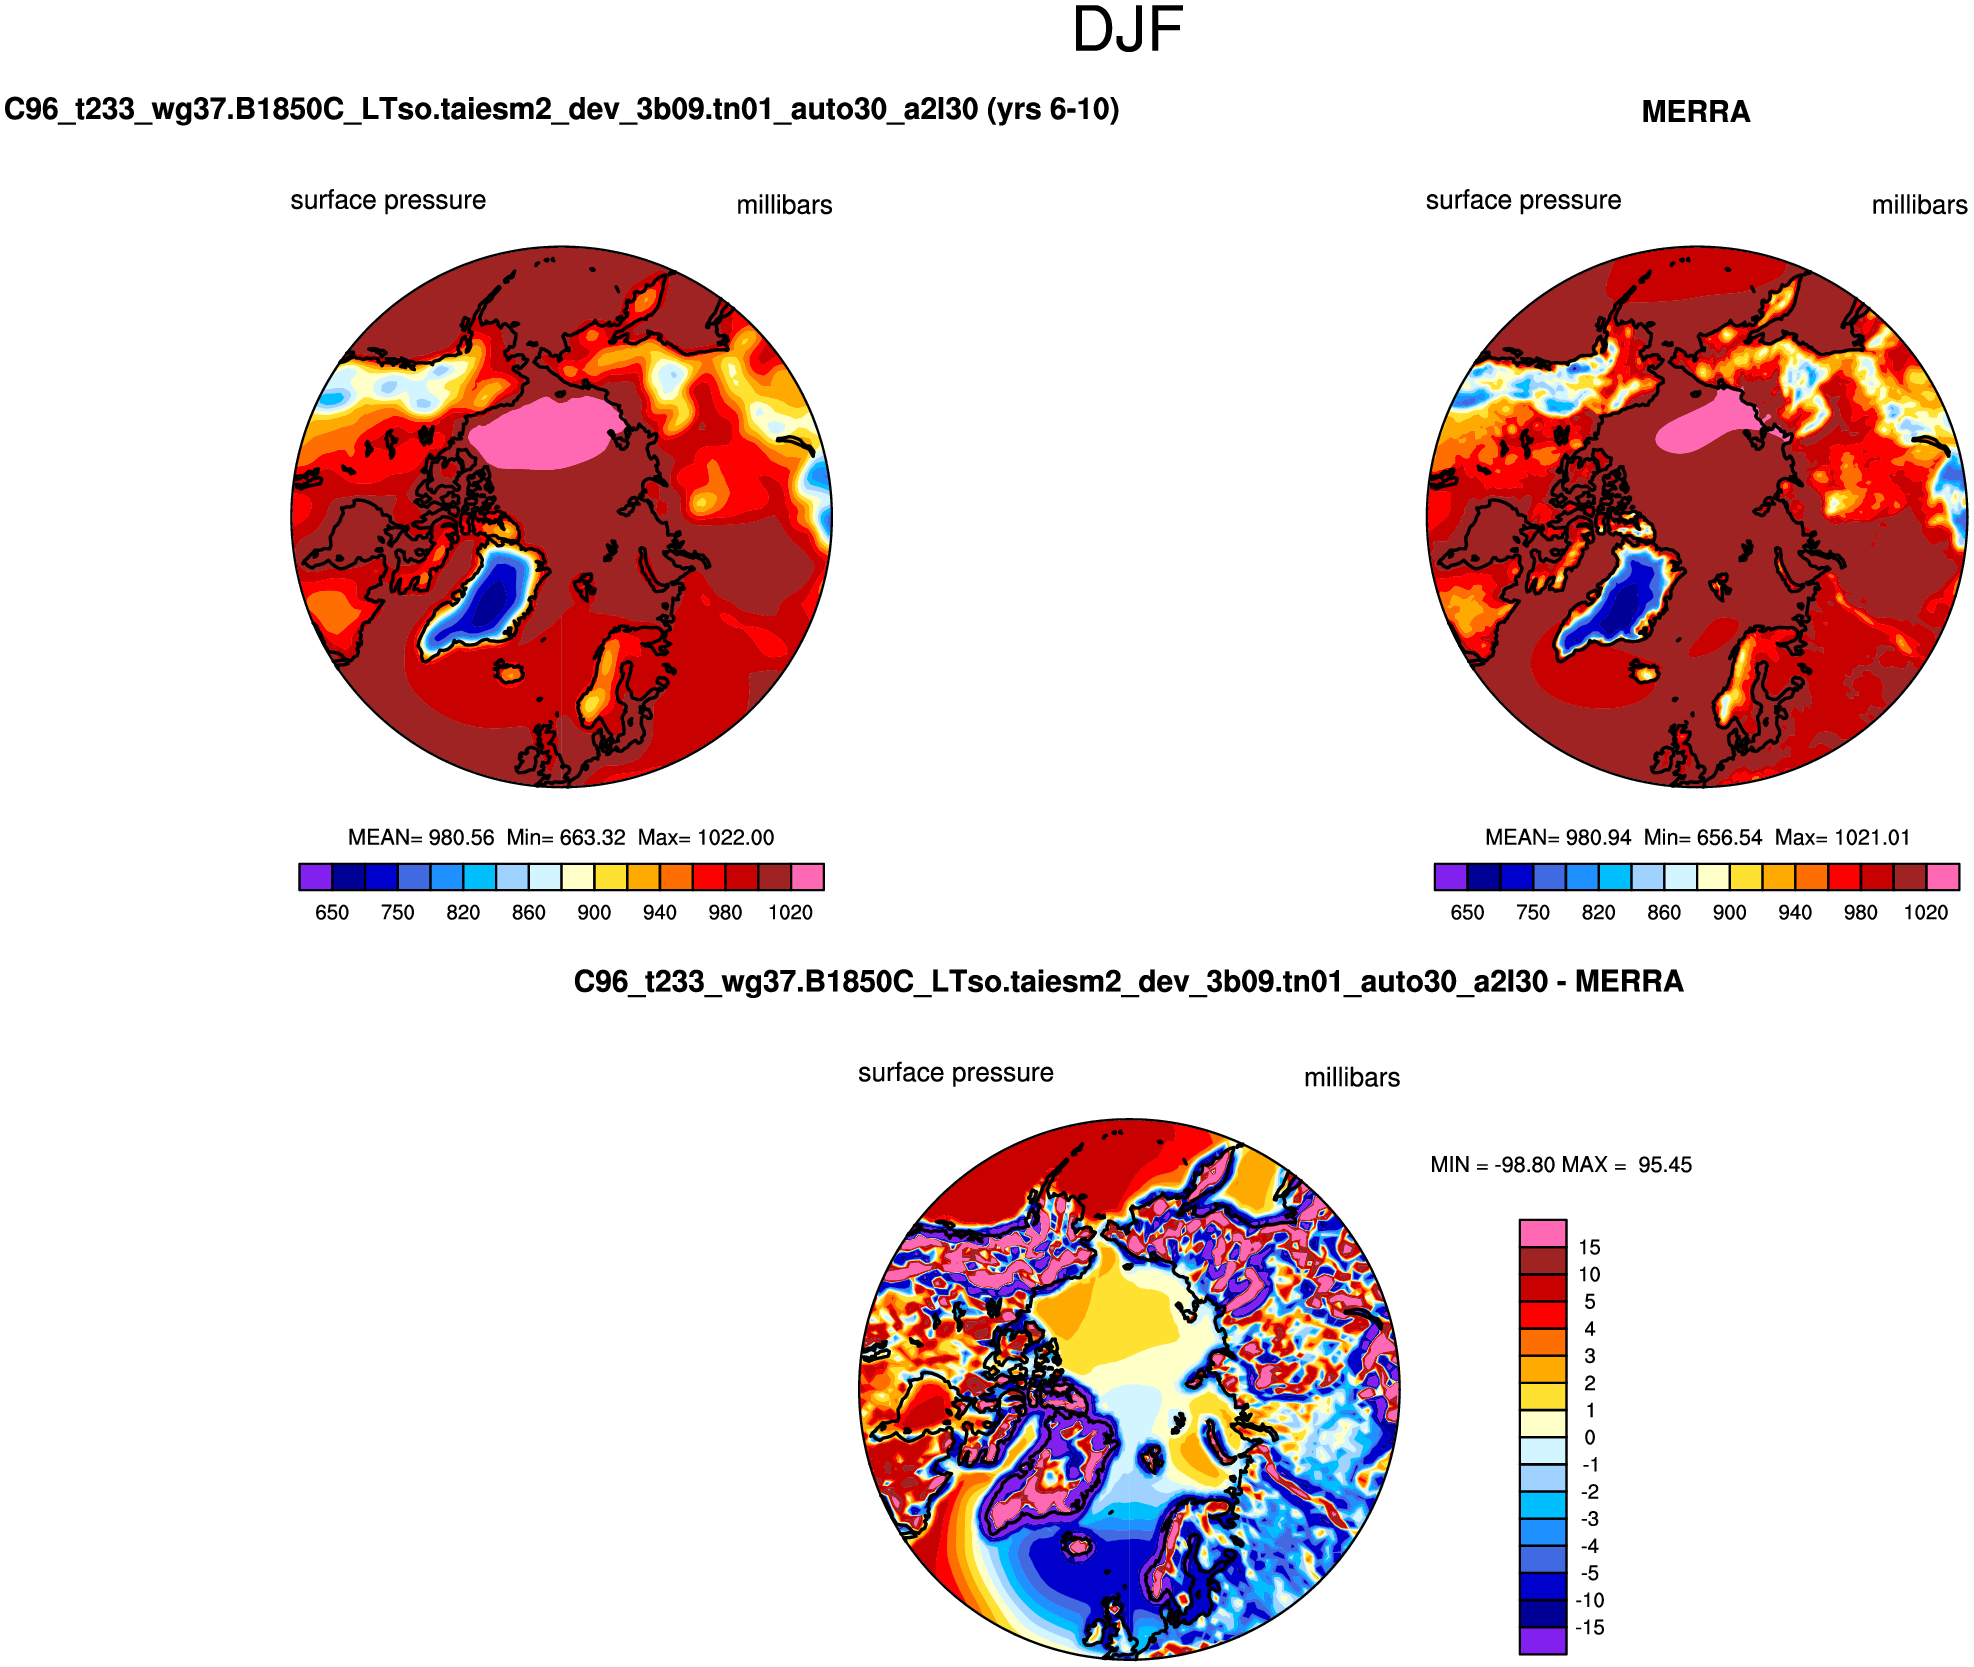 DJF
C96_t233_wg37.B1850C_LTso.taiesm2_dev_3b09.tn01_auto30_a2l30 (yrs 6-10)
MERRA
surface pressure millibars
surface pressure millibars
MEAN= 980.56 Min= 663.32 Max= 1022.00
MEAN= 980.94 Min= 656.54 Max= 1021.01
650 750 820 860 900 940 980 1020
650 750 820 860 900 940 980 1020
C96_t233_wg37.B1850C_LTso.taiesm2_dev_3b09.tn01_auto30_a2l30 - MERRA
surface pressure millibars
MIN = -98.80 MAX = 95.45
15
10
5
4
3
2
1
0
-1
-2
-3
-4
-5
-10
-15